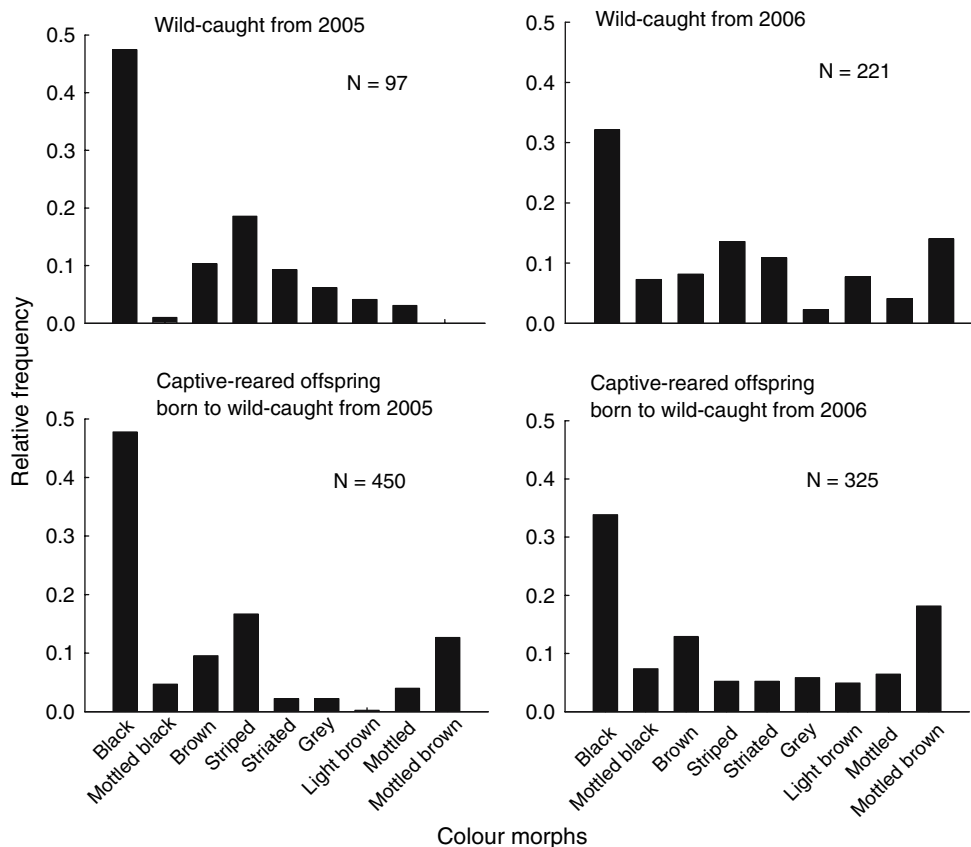 Wild-caught from 2005
N = 97
0.5
0.4
0.3
0.2
0.1
0.0
Wild-caught from 2006
N = 221
0.5
0.4
0.3
0.2
0.1
0.0
Relative frequency
Captive-reared offspring
born to wild-caught from 2005
N = 450
0.5
0.4
0.3
0.2
0.1
0.0
Black
Mottled black
Brown
Striped
Striated
Grey
Light brown
Mottled
Mottled brown
Captive-reared offspring
born to wild-caught from 2006
N = 325
0.5
0.4
0.3
0.2
0.1
0.0
Black
Mottled black
Brown
Striped
Striated
Grey
Light brown
Mottled
Mottled brown
Colour morphs